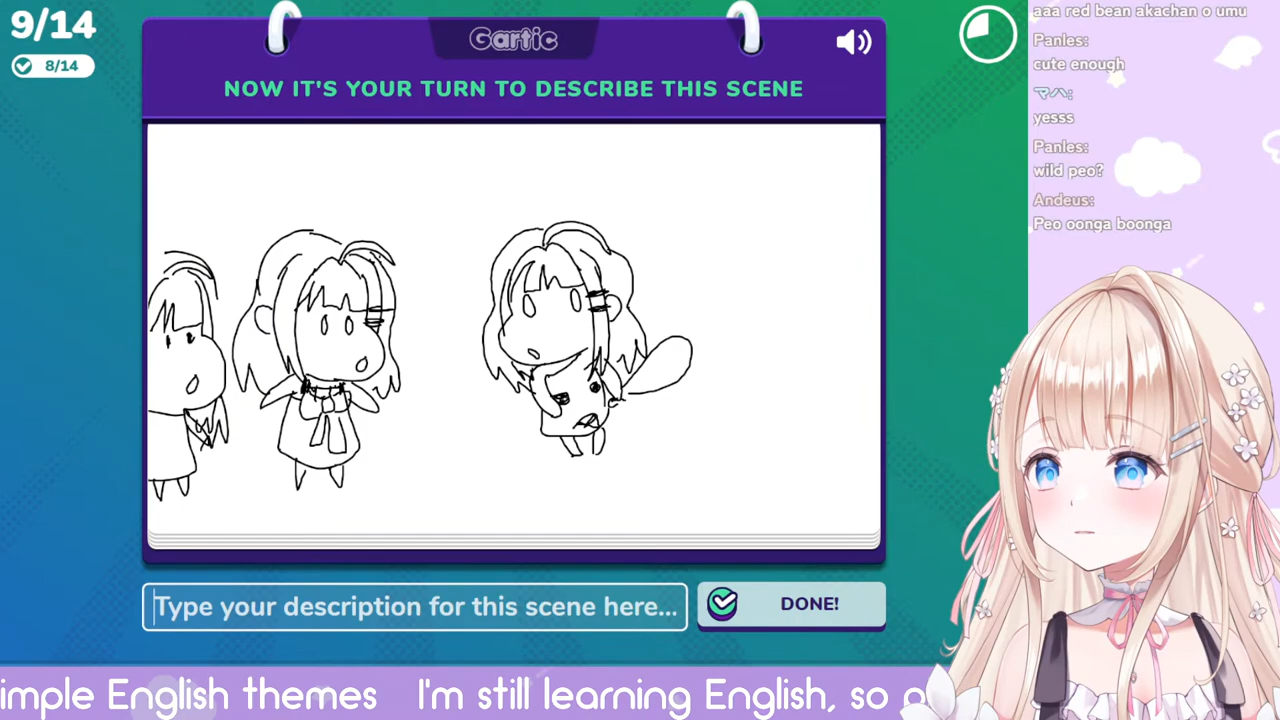 9/14
8/14
Gartic
NOW IT'S YOUR TURN TO DESCRIBE THIS SCENE
Type your description for this scene here...
DONE!
aaa red bean akachan o umu
Panles:
cute enough
マハ:
yesss
Panles:
wild peo?
Andeus:
Peo oonga boonga
imple English themes I'm still learning English, so